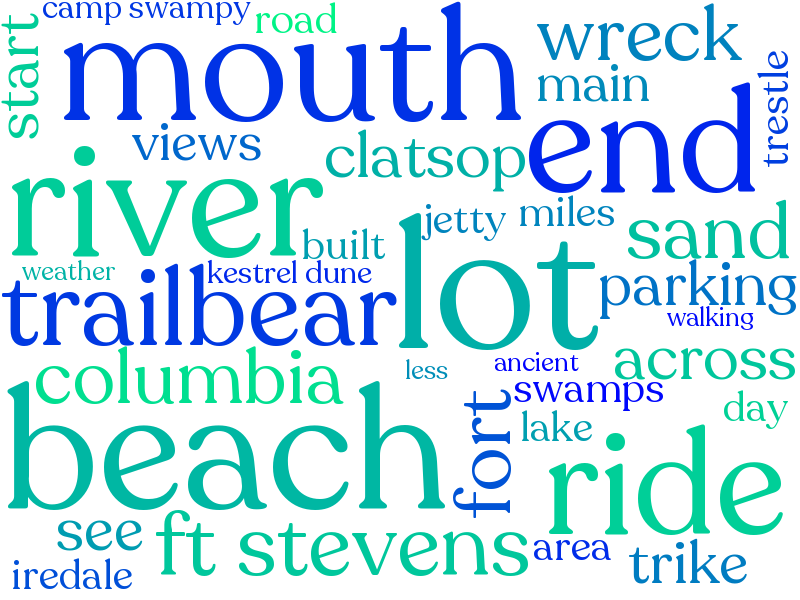 camp swampy
road
start
mouth
wreck
main
trestle
views
clatsop
end
river
jetty
miles
built
sand
weather
kestrel dune
lot
parking
trailbear
walking
less
ancient
across
columbia
swamps
beach
fort
lake
day
ride
see
ft stevens
area
trike
iredale